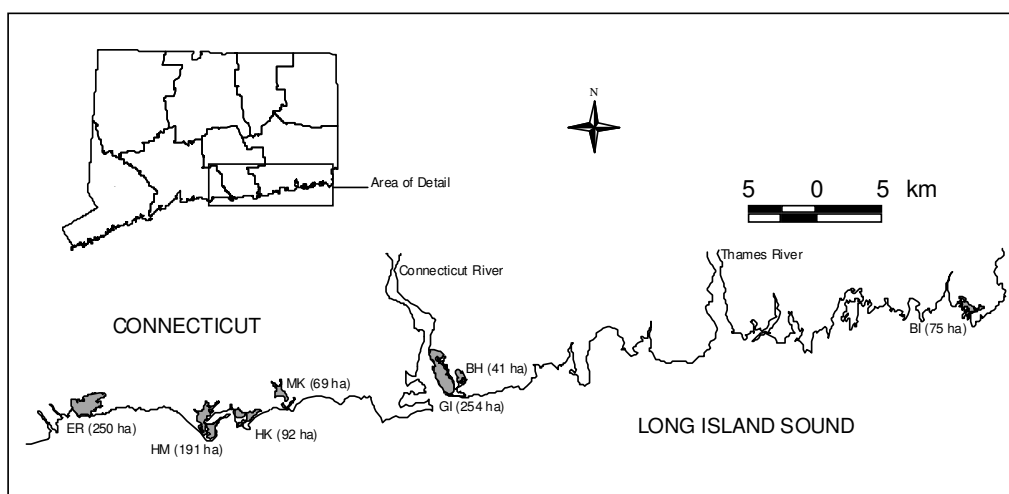 N
Area of Detail
5 0 5 km
Thames River
Connecticut River
CONNECTICUT
BI (75 ha)
BH (41 ha)
MK (69 ha)
GI (254 ha)
ER (250 ha)
LONG ISLAND SOUND
HK (92 ha)
HM (191 ha)